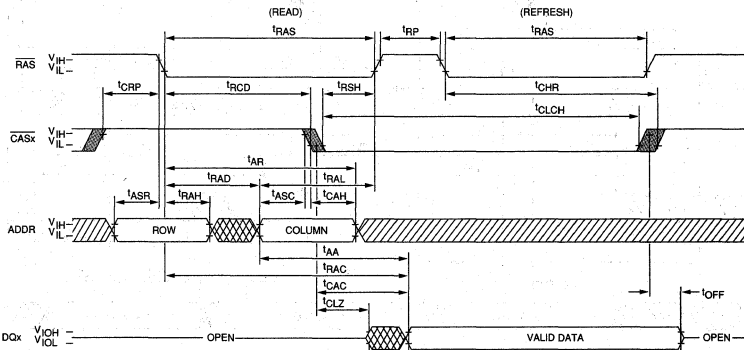 (READ) (REFRESH)
tRAS tRP tRAS
RAS VIH VIL
tCRP tRCD tRSH tCHR
tCLCH
CASx VIH VIL
tAR
tRAD tRAL
tASR tRAH tASC tCAH
ADDR VIH VIL ROW COLUMN
tAA
tRAC
tCAC
tCLZ tOFF
DQx VIOH VIOL OPEN VALID DATA OPEN